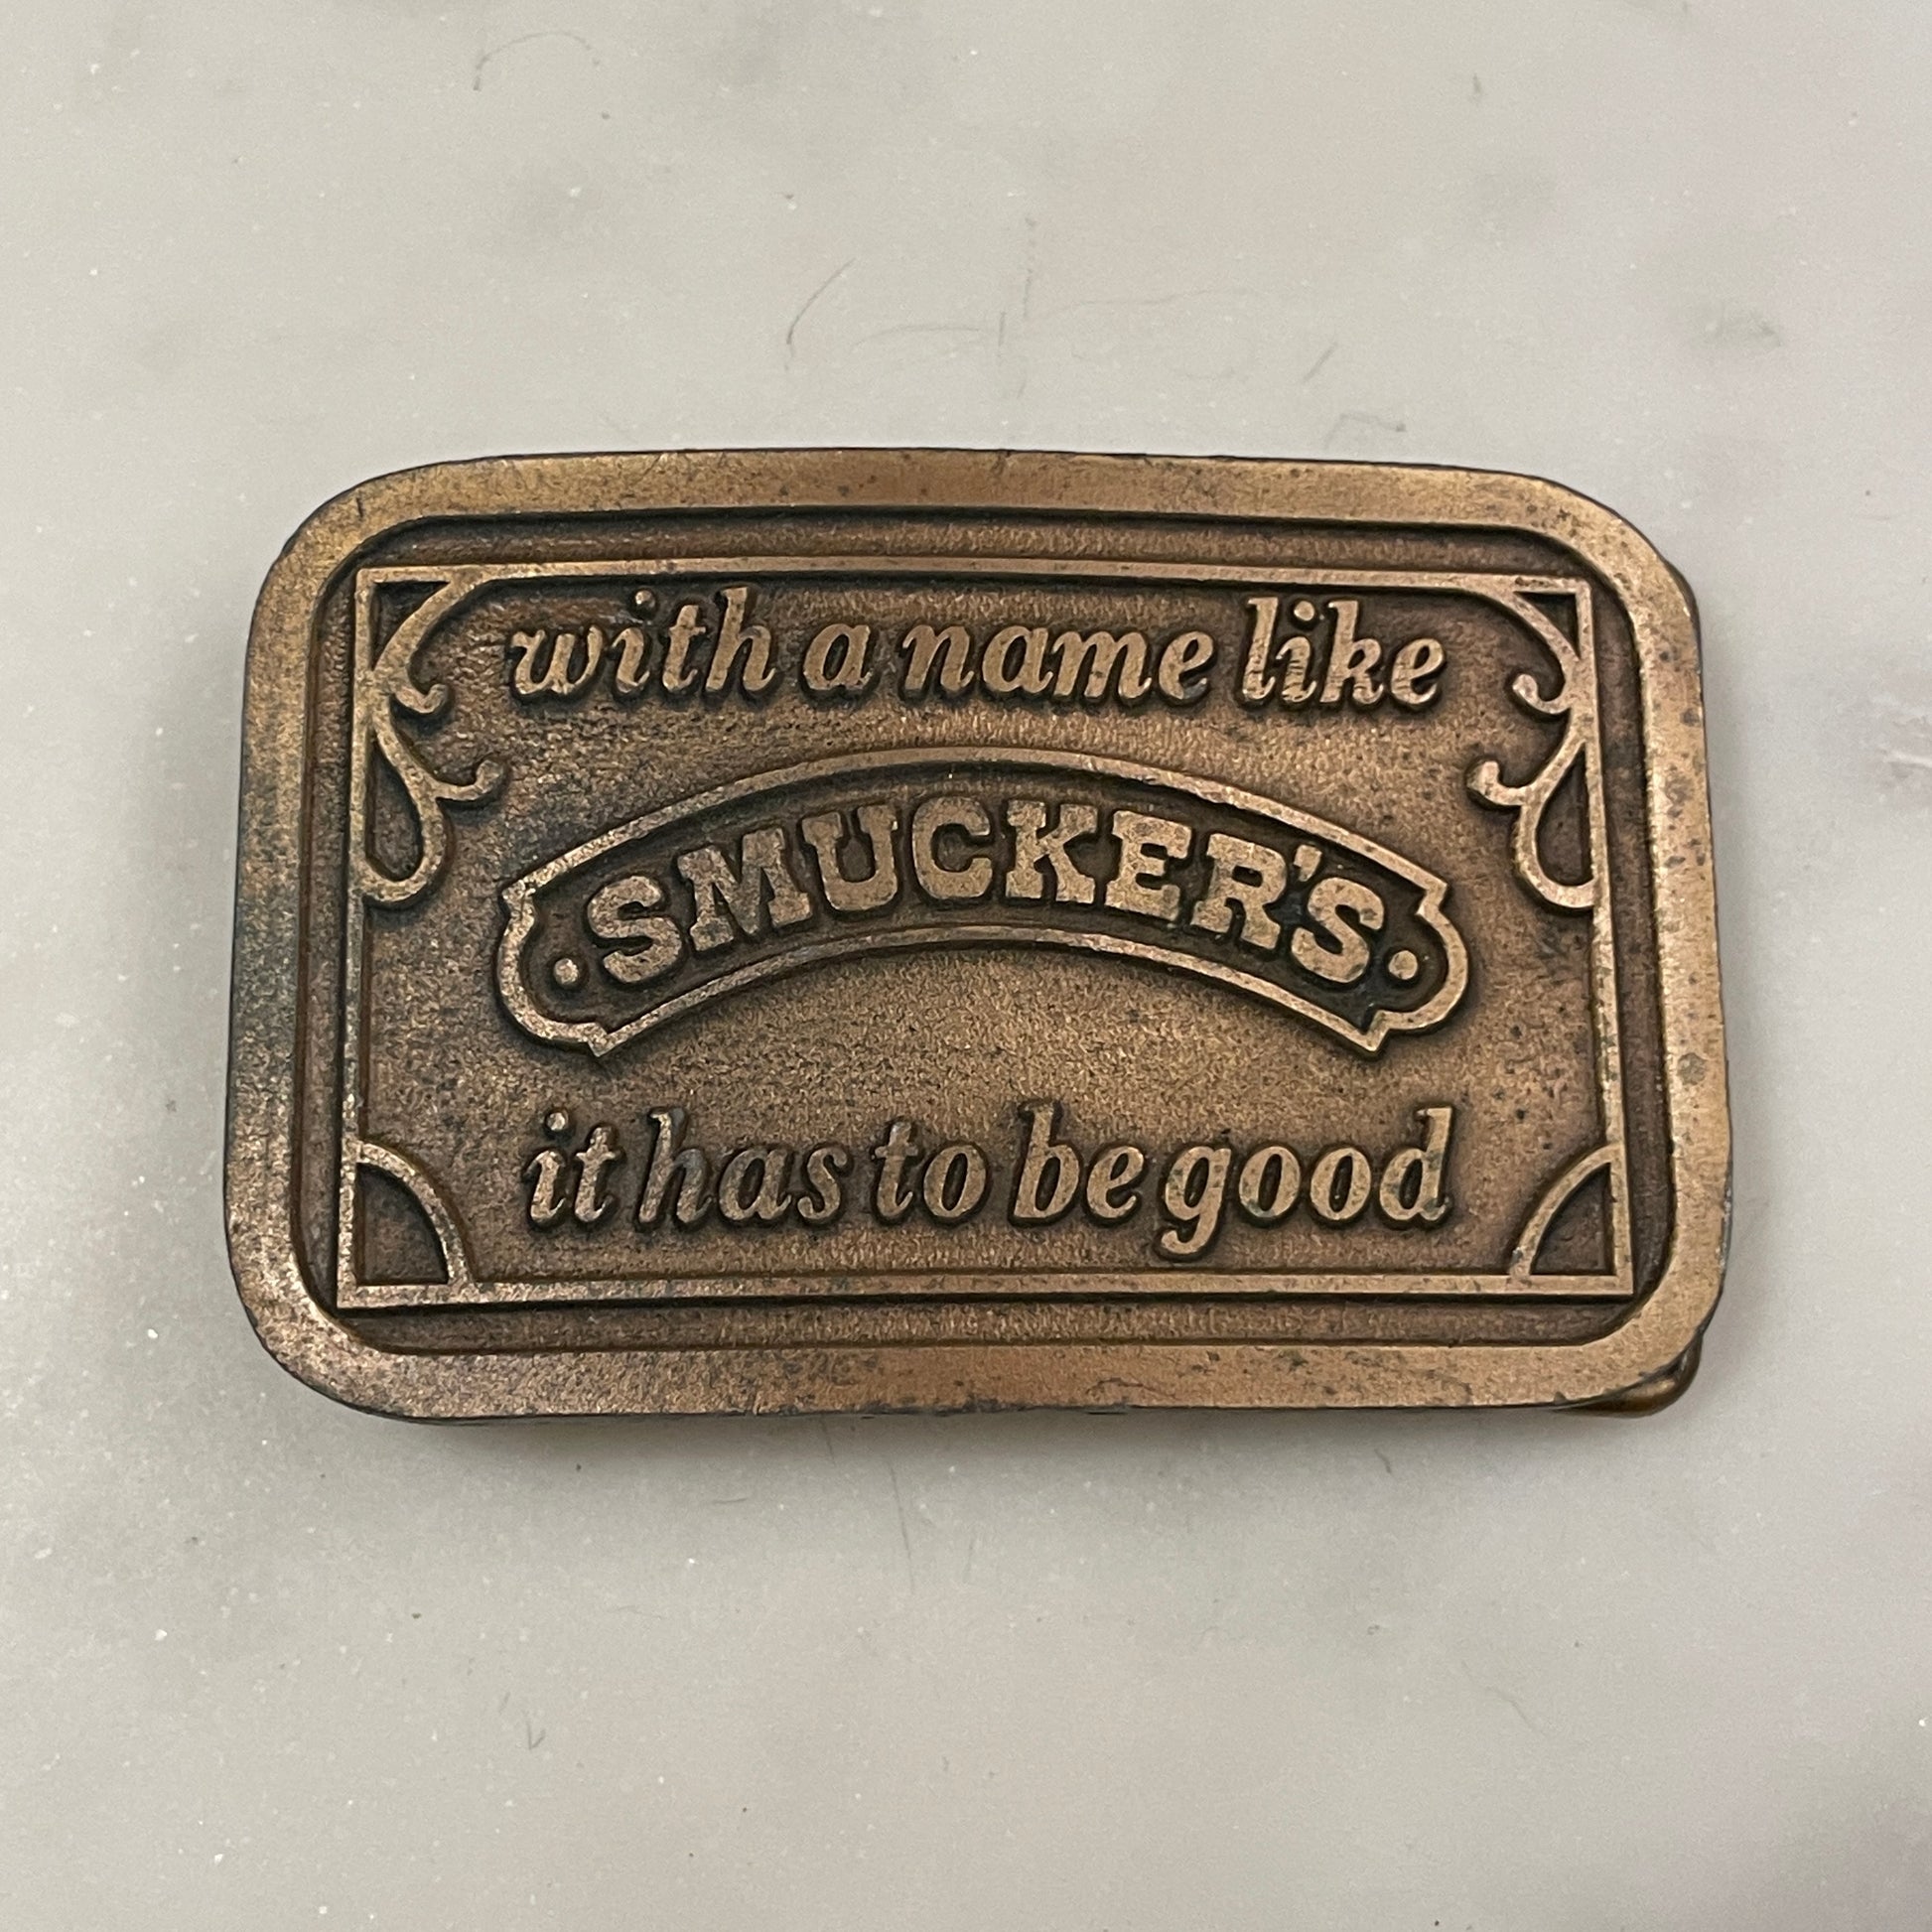 with a name like
SMUCKER'S
it has to be good